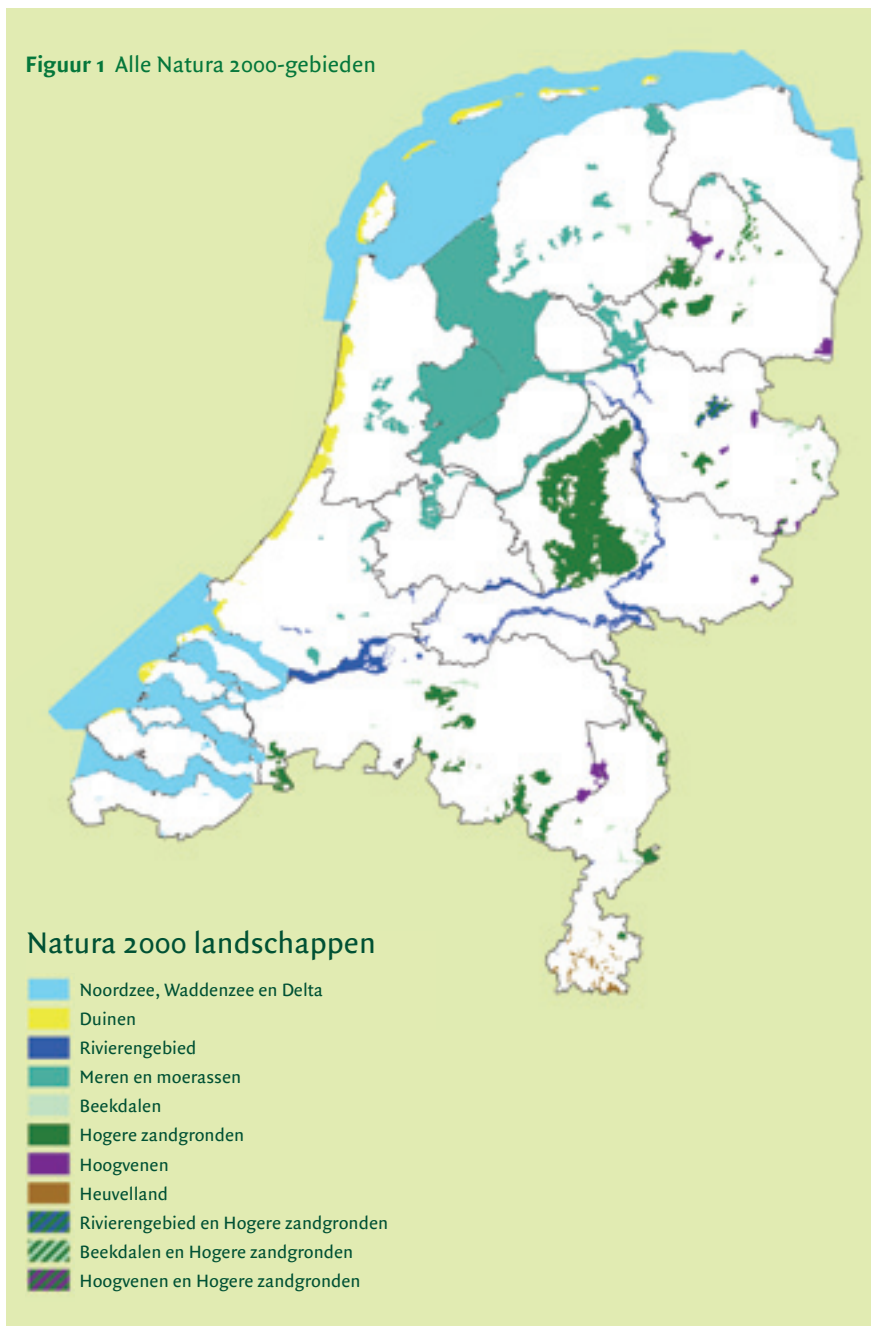 Figuur 1 Alle Natura 2000-gebieden
Natura 2000 landschappen
Noordzee, Waddenzee en Delta
Duinen
Rivierengebied
Meren en moerassen
Beekdalen
Hogere zandgronden
Hoogvenen
Heuvelland
Rivierengebied en Hogere zandgronden
Beekdalen en Hogere zandgronden
Hoogvenen en Hogere zandgronden